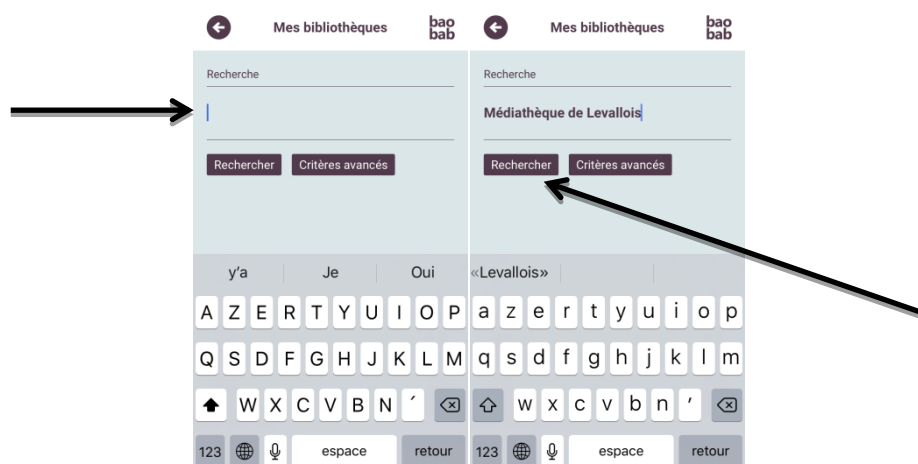 Mes bibliothèques
bao
bab
Recherche
Rechercher
Critères avancés
y'a Je Oui
A Z E R T Y U I O P
Q S D F G H J K L M
W X C V B N ´
123 espace retour
Mes bibliothèques
bao
bab
Recherche
Médiathèque de Levallois
Rechercher
Critères avancés
«Levallois»
a z e r t y u i o p
q s d f g h j k l m
w x c v b n ’
123 espace retour